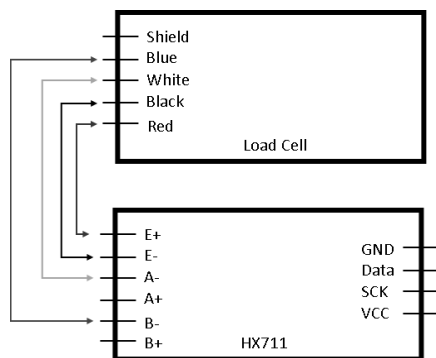 Shield
Blue
White
Black
Red
Load Cell
E+
E-
A-
A+
B-
B+
GND
Data
SCK
VCC
HX711